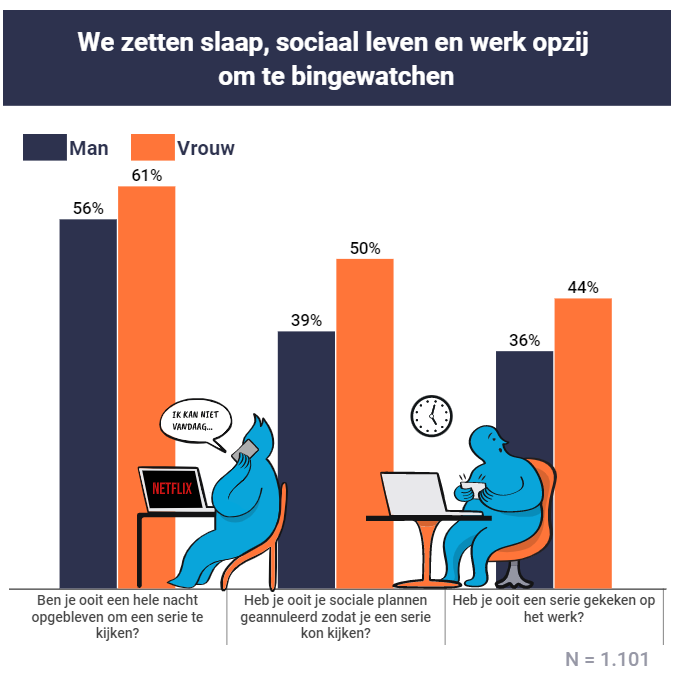 We zetten slaap, sociaal leven en werk opzij
om te bingewatchen
Man
Vrouw
56%
61%
39%
50%
36%
44%
IK KAN NIET
VANDAAG...
NETFLIX
Ben je ooit een hele nacht
opgebleven om een serie te
kijken?
Heb je ooit je sociale plannen
geannuleerd zodat je een serie
kon kijken?
Heb je ooit een serie gekeken op
het werk?
N = 1.101